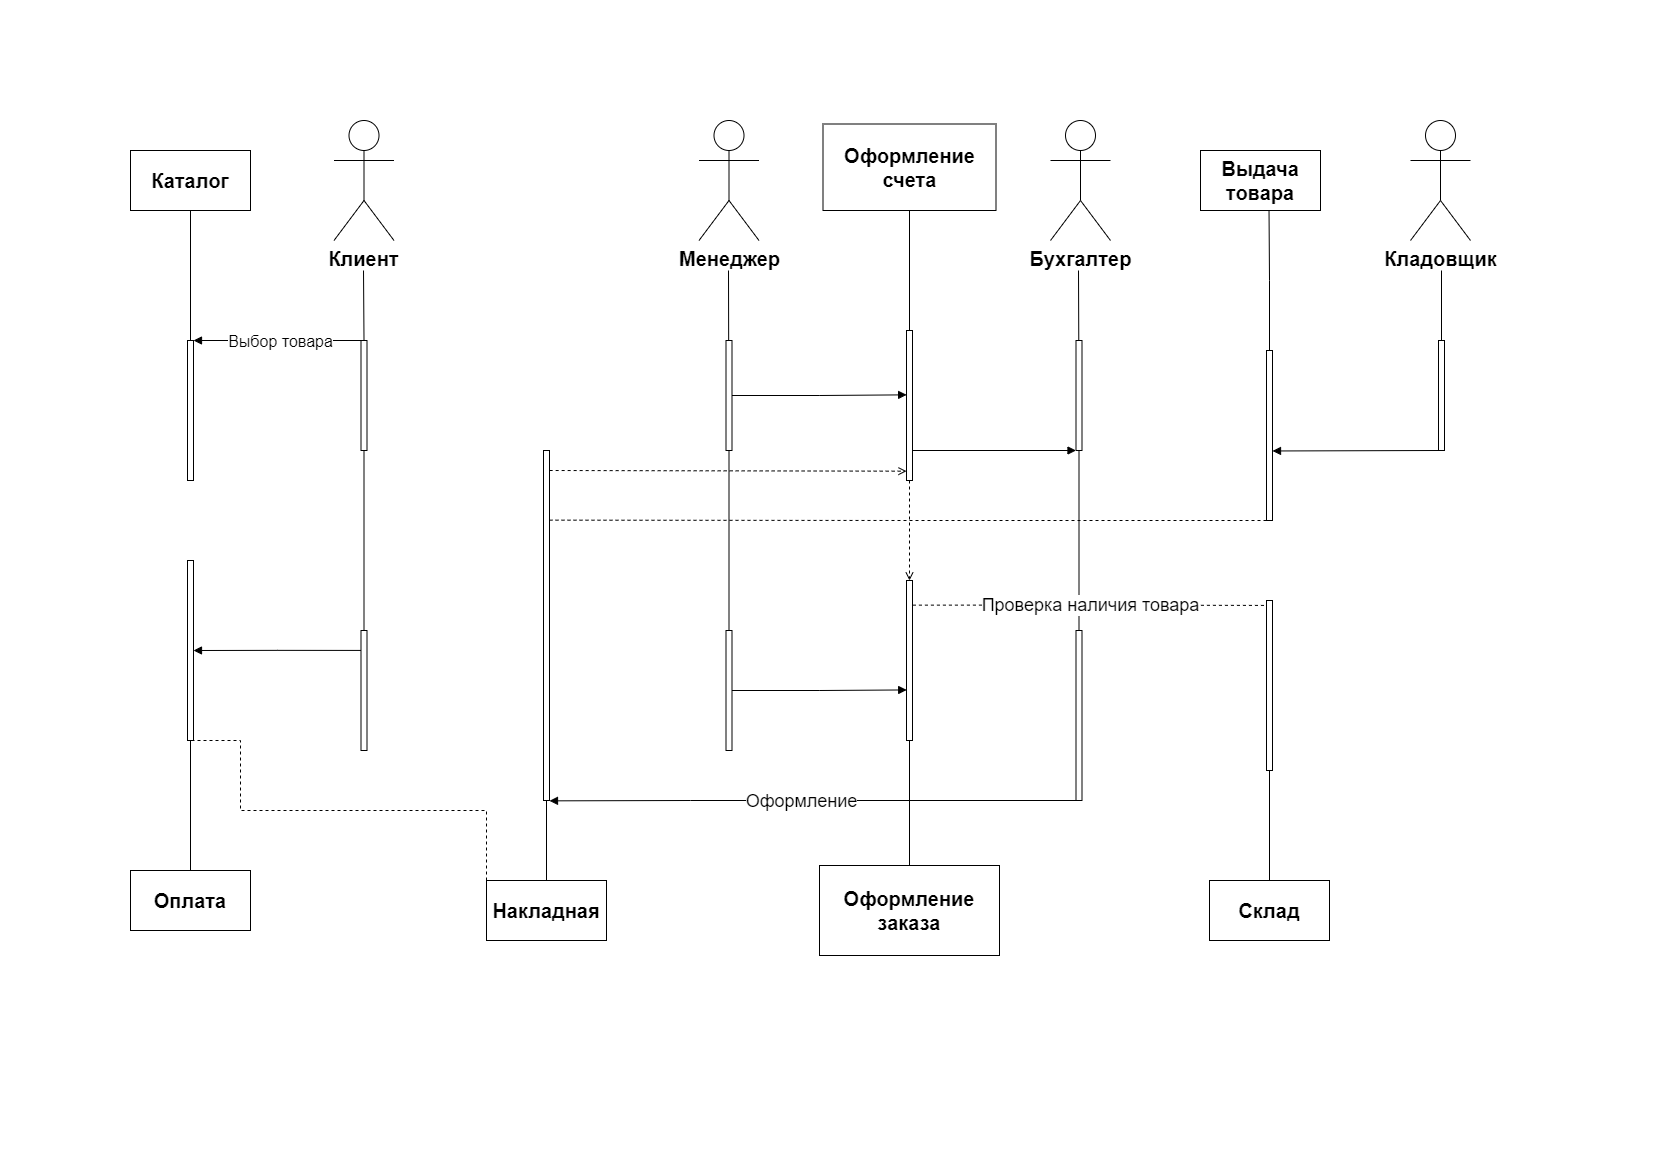 Каталог
Клиент
Менеджер
Оформление
счета
Бухгалтер
Выдача
товара
Кладовщик
Выбор товара
Проверка наличия товара
Оформление
Оплата
Накладная
Оформление
заказа
Склад